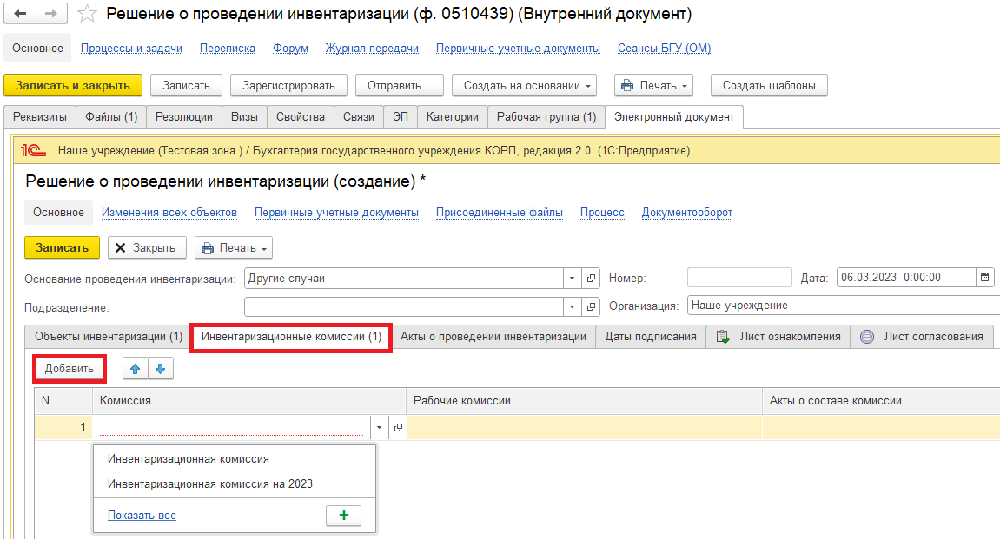 Решение о проведении инвентаризации (ф. 0510439) (Внутренний документ)
Основное Процессы и задачи Переписка Форум Журнал передачи Первичные учетные документы Сеансы БГУ (ОМ)
Записать и закрыть Записать Зарегистрировать Отправить... Создать на основании Печать Создать шаблоны
Реквизиты Файлы (1) Резолюции Визы Свойства Связи ЭП Категории Рабочая группа (1) Электронный документ
1С Наше учреждение (Тестовая зона ) / Бухгалтерия государственного учреждения КОРП, редакция 2.0 (1С:Предприятие)
Решение о проведении инвентаризации (создание) *
Основное Изменения всех объектов Первичные учетные документы Присоединенные файлы Процесс Документооборот
Записать Закрыть Печать
Основание проведения инвентаризации: Другие случаи Номер: Дата: 06.03.2023 0:00:00
Подразделение: Организация: Наше учреждение
Объекты инвентаризации (1) Инвентаризационные комиссии (1) Акты о проведении инвентаризации Даты подписания Лист ознакомления Лист согласования
Добавить
N Комиссия Рабочие комиссии Акты о составе комиссии
1
Инвентаризационная комиссия
Инвентаризационная комиссия на 2023
Показать все